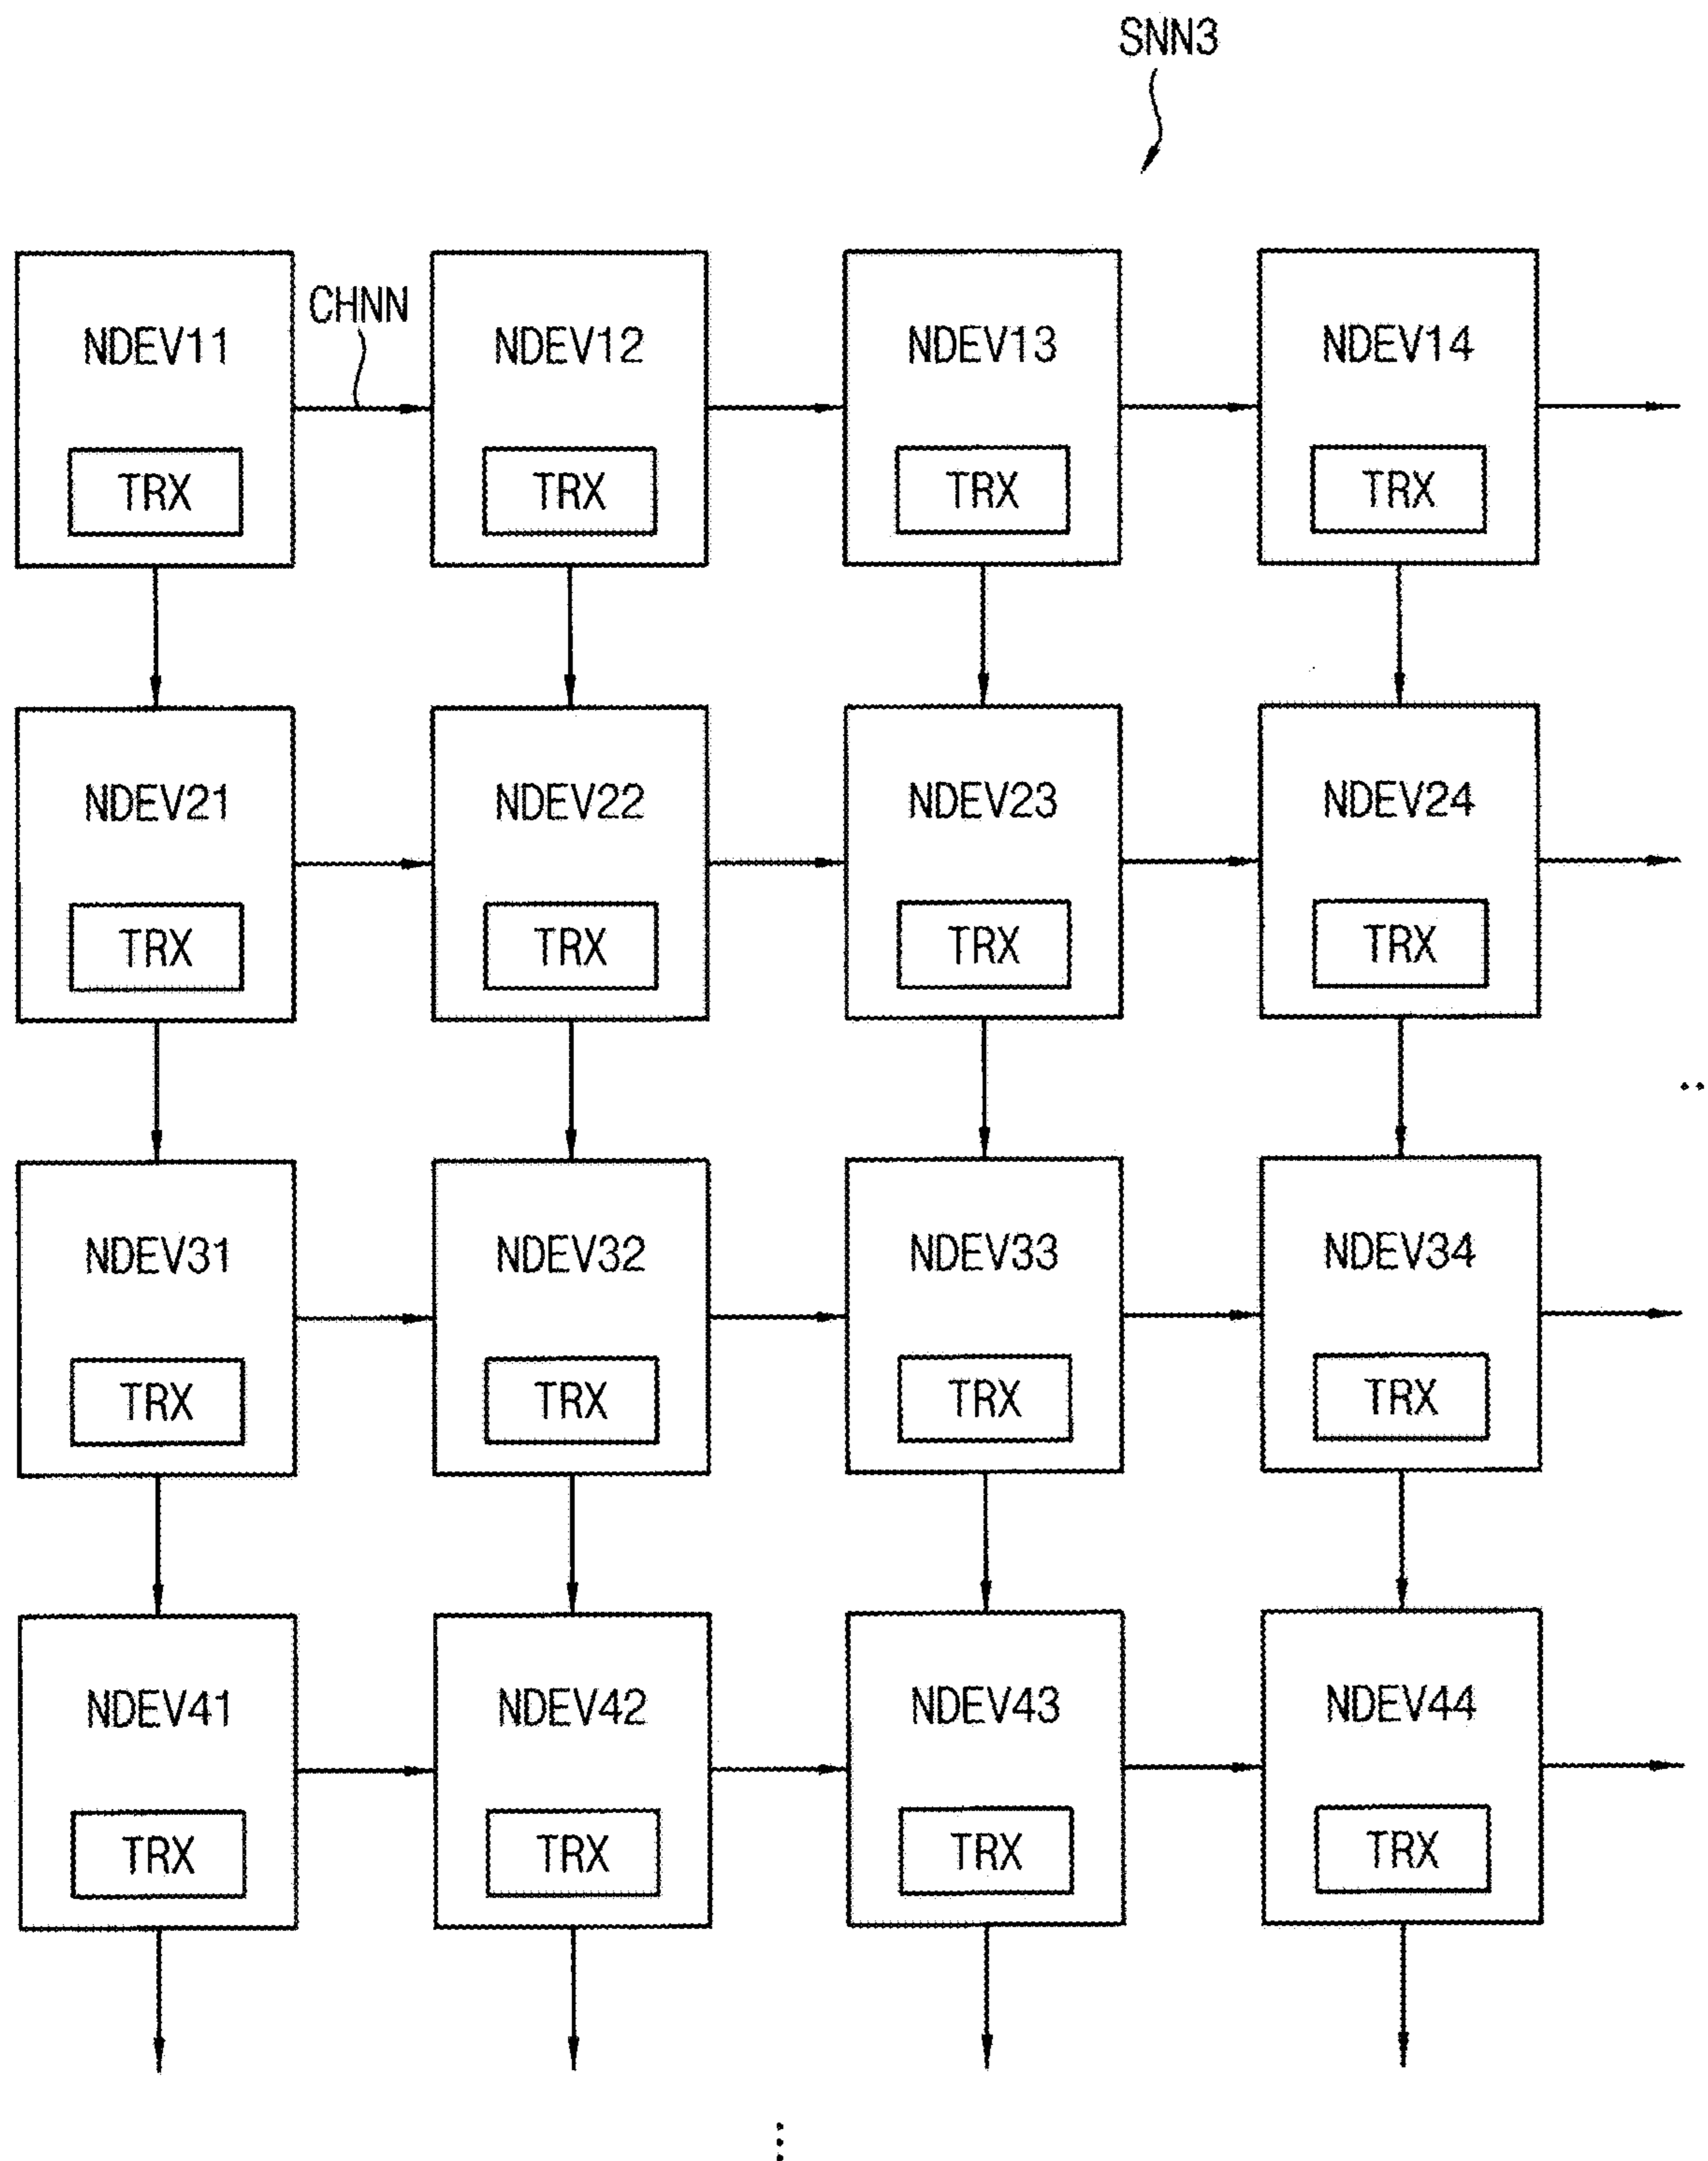 SNN3
CHNN
NDEV11 NDEV12 NDEV13 NDEV14
TRX TRX TRX TRX
NDEV21 NDEV22 NDEV23 NDEV24
TRX TRX TRX TRX
NDEV31 NDEV32 NDEV33 NDEV34
TRX TRX TRX TRX
NDEV41 NDEV42 NDEV43 NDEV44
TRX TRX TRX TRX